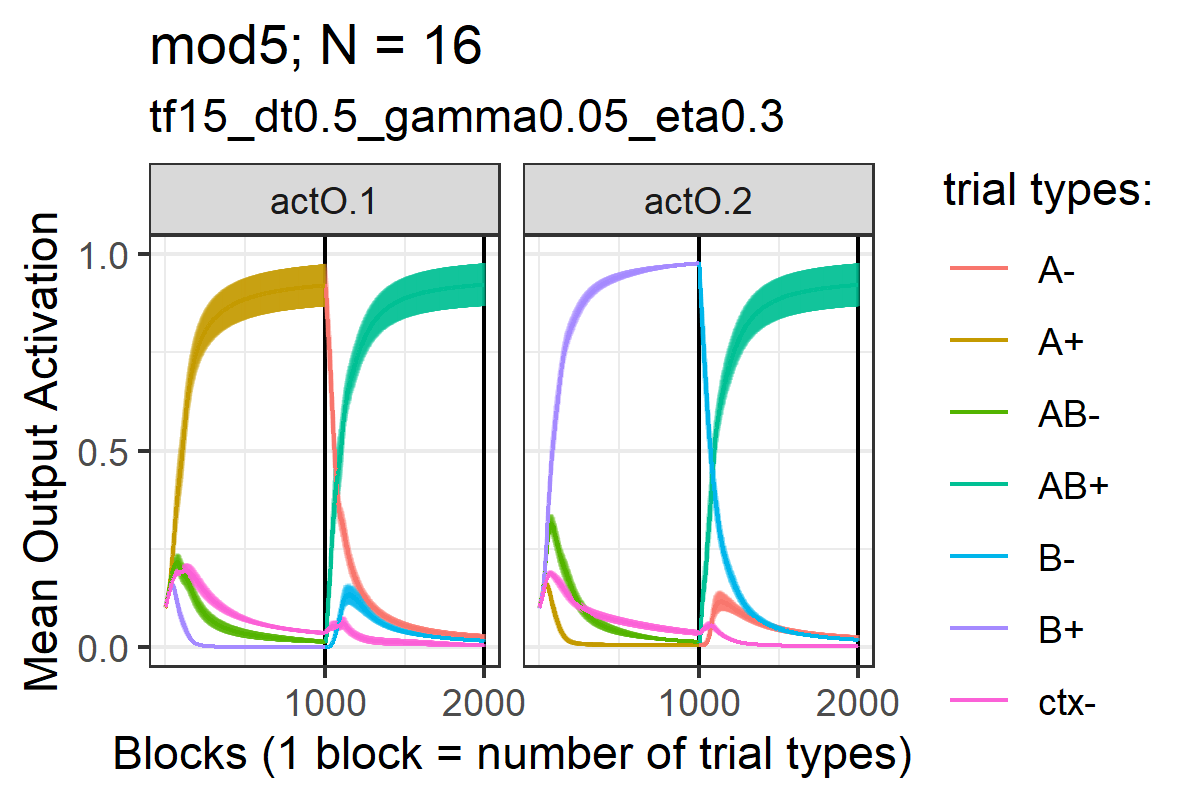 mod5; N = 16
tf15_dt0.5_gamma0.05_eta0.3
actO.1
actO.2
Mean Output Activation
1.0
0.5
0.0
1000
2000
1000
2000
Blocks (1 block = number of trial types)
trial types:
A-
A+
AB-
AB+
B-
B+
ctx-